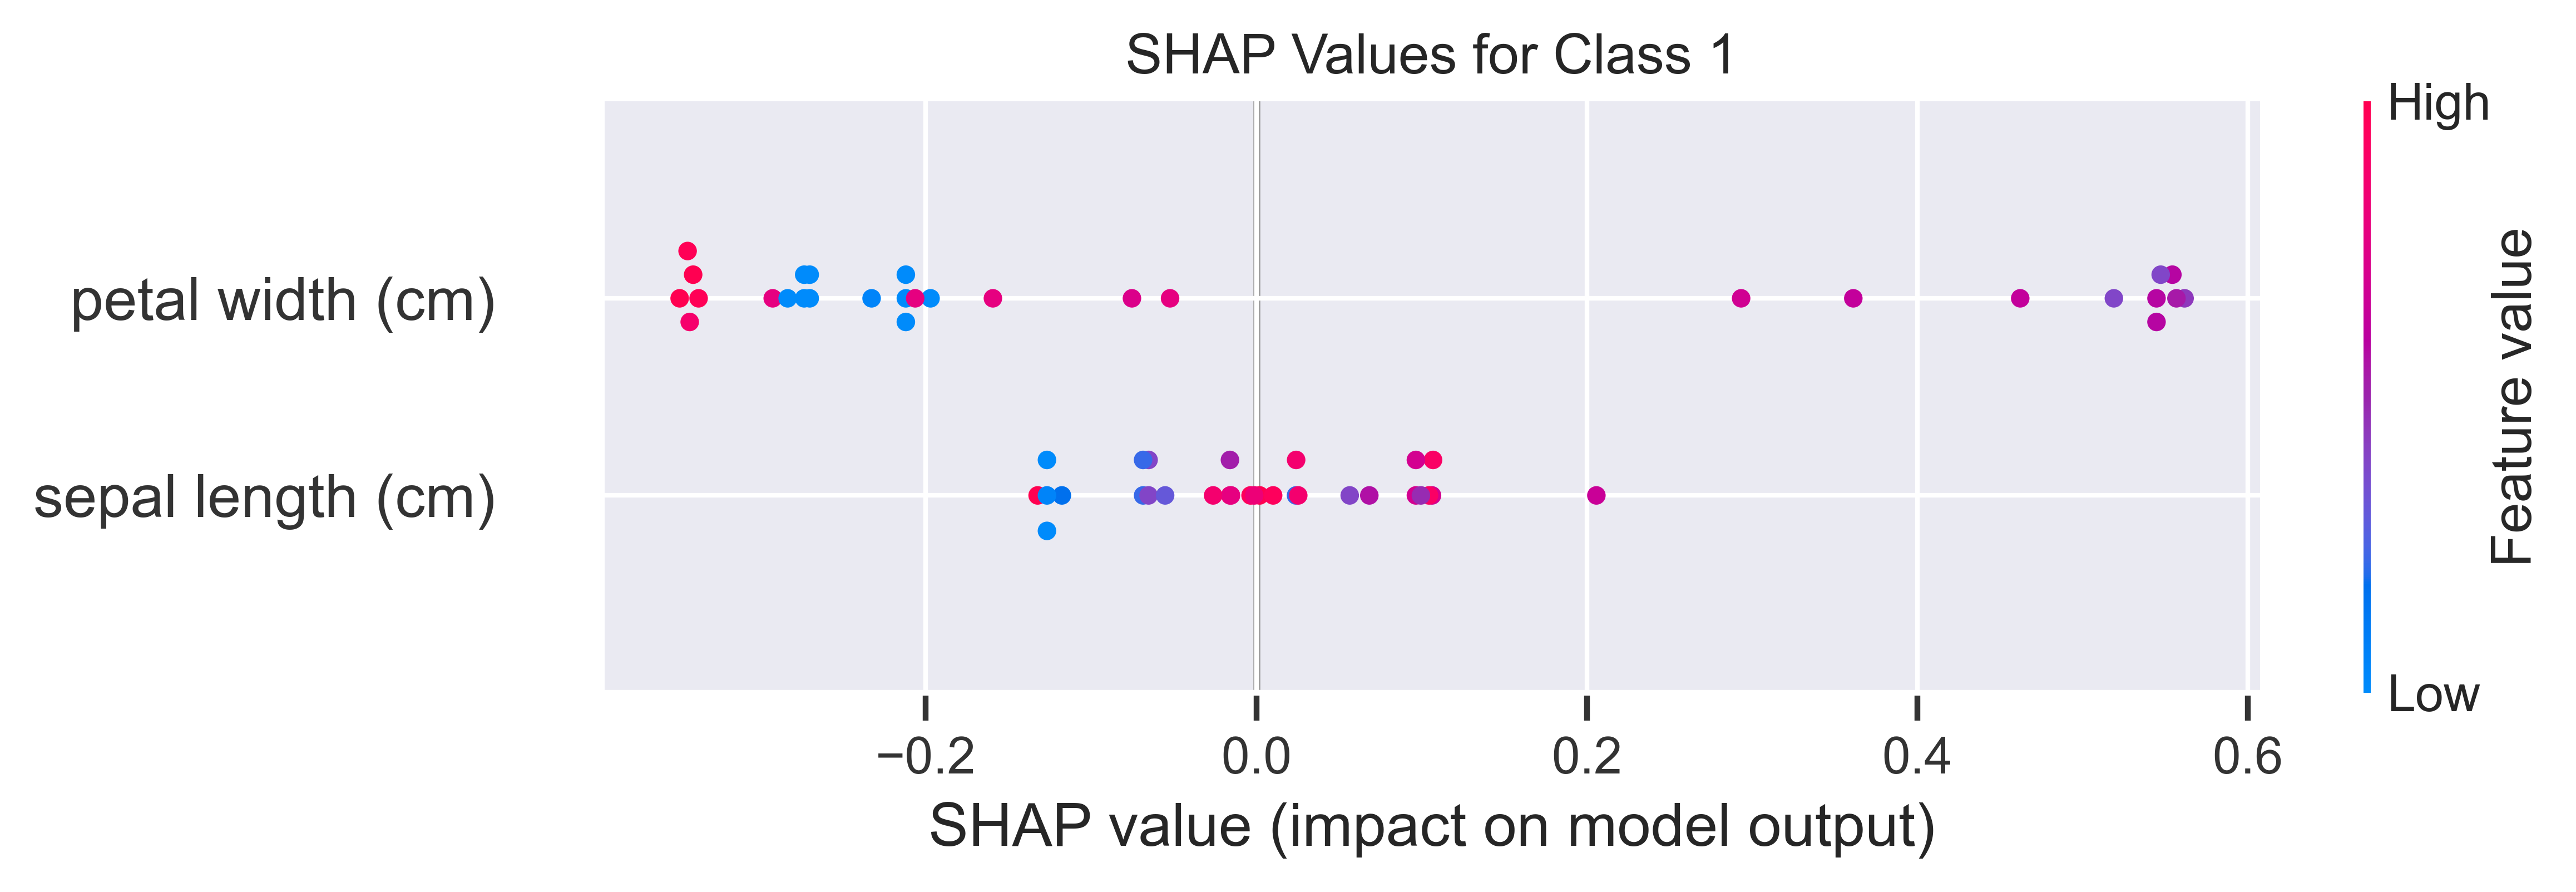 SHAP Values for Class 1
High
petal width (cm)
sepal length (cm)
Feature value
Low
−0.2 0.0 0.2 0.4 0.6
SHAP value (impact on model output)